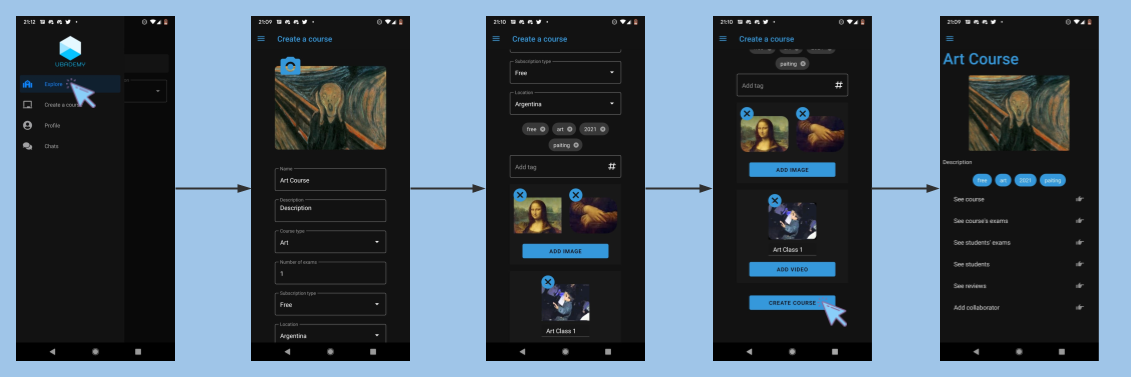 21:12
UBADEMY
Explore
Create a course
Profile
Chats
21:09
Create a course
Name
Art Course
Description
Description
Course type
Art
Number of exams
1
Subscription type
Free
Location
Argentina
21:10
Create a course
Subscription type
Free
Location
Argentina
free
art
2021
paiting
Add tag
#
ADD IMAGE
Art Class 1
21:10
Create a course
paiting
Add tag
#
ADD IMAGE
Art Class 1
ADD VIDEO
CREATE COURSE
21:09
Art Course
Description
free
art
2021
paiting
See course
See course's exams
See students' exams
See students
See reviews
Add collaborator